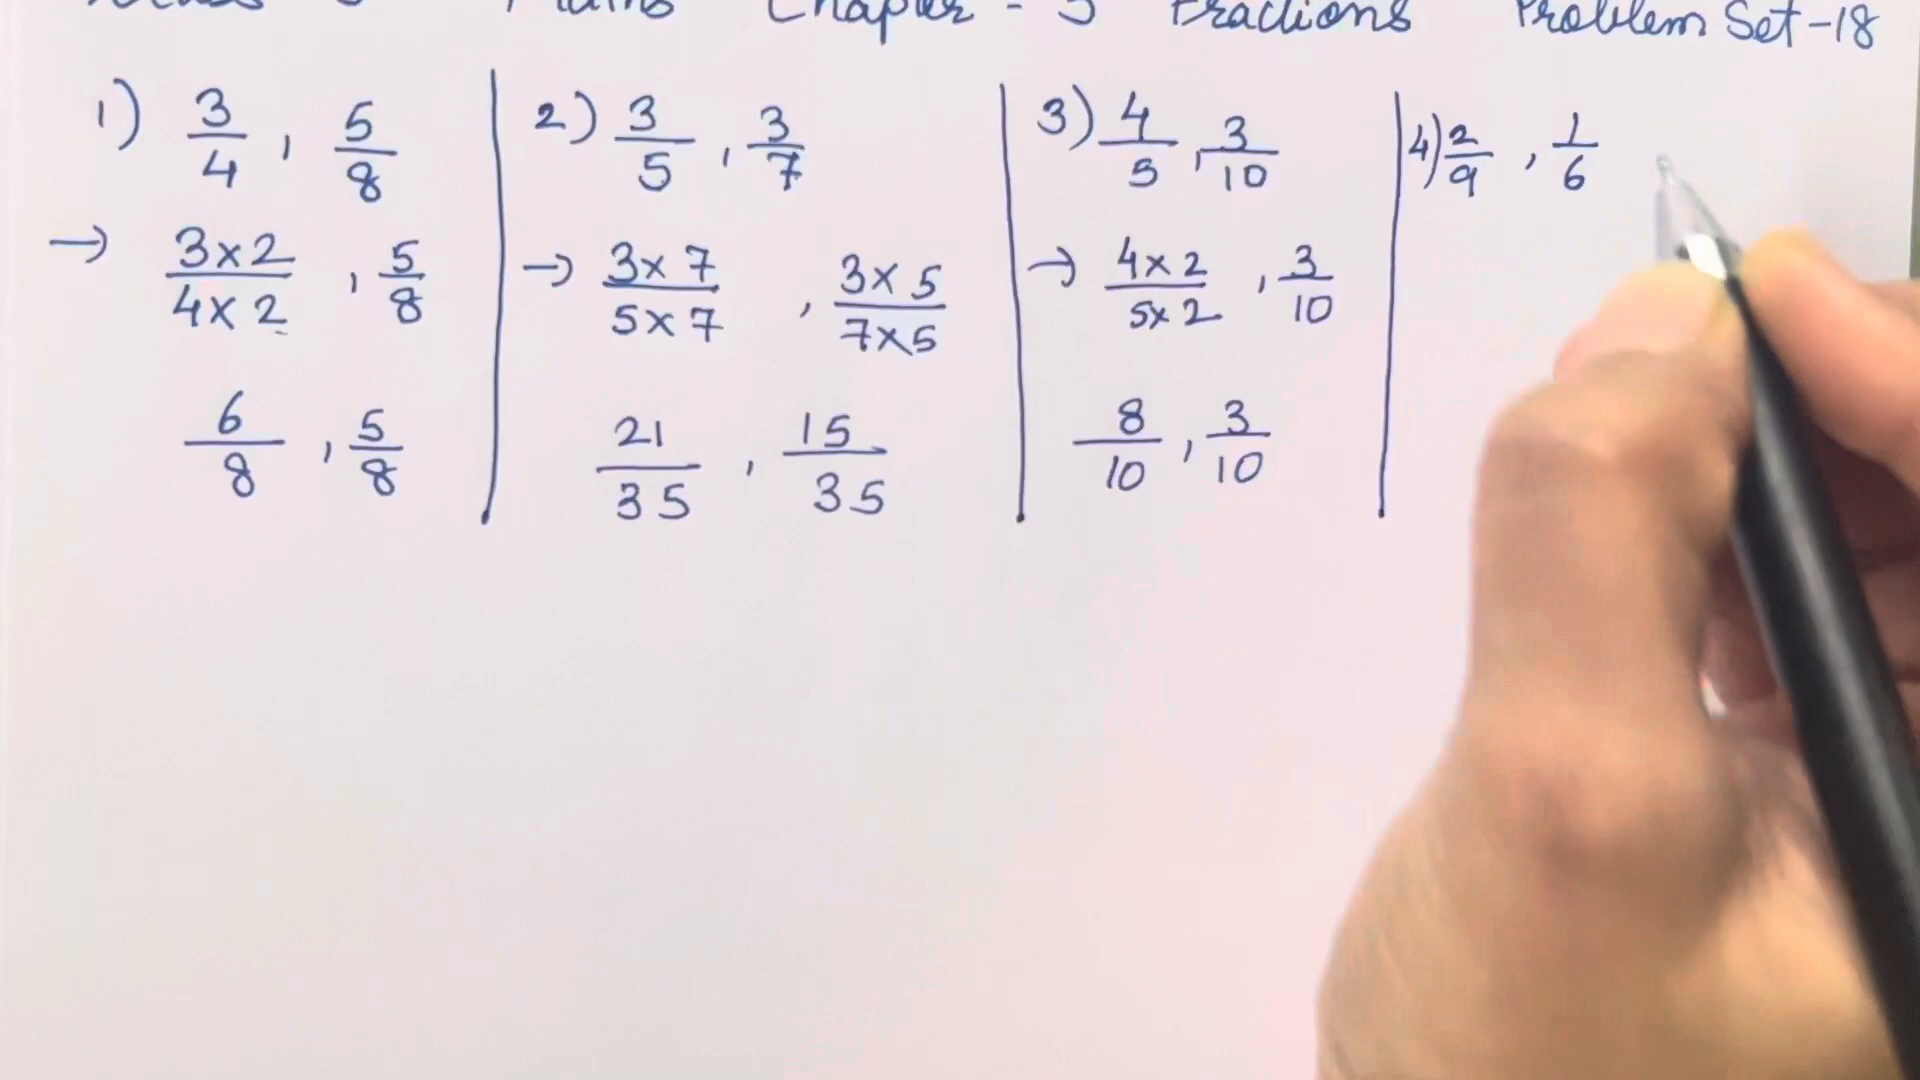 Maths Chapter - 5 Fractions Problem Set-18
1) 3/4 , 5/8
→ 3×2/4×2 , 5/8
6/8 , 5/8
2) 3/5 , 3/7
→ 3×7/5×7 , 3×5/7×5
21/35 , 15/35
3) 4/5 , 3/10
→ 4×2/5×2 , 3/10
8/10 , 3/10
4) 2/9 , 1/6